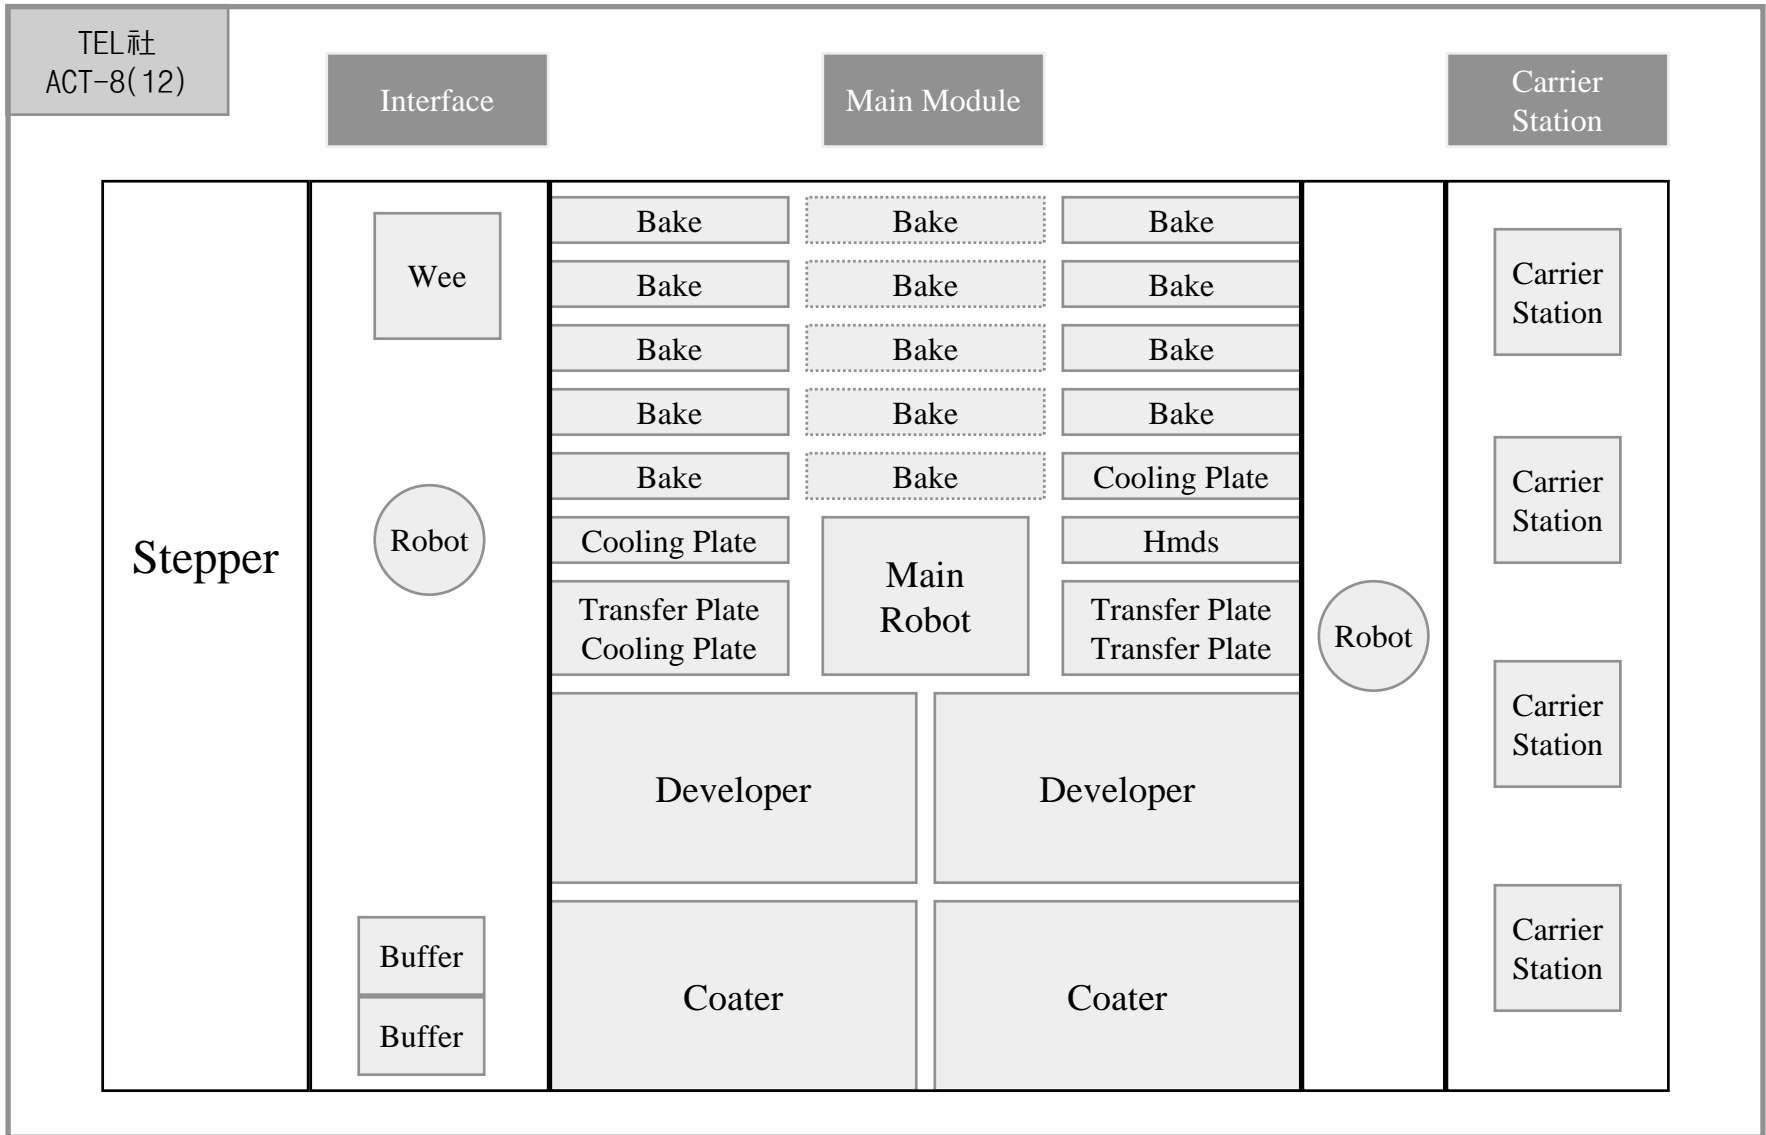 TEL社
ACT-8(12)
Interface
Main Module
Carrier
Station
Stepper
Wee
Robot
Buffer
Buffer
Bake
Bake
Bake
Bake
Bake
Bake
Bake
Bake
Bake
Bake
Bake
Bake
Bake
Bake
Cooling Plate
Cooling Plate
Main
Robot
Hmds
Transfer Plate
Cooling Plate
Transfer Plate
Transfer Plate
Developer
Developer
Coater
Coater
Robot
Carrier
Station
Carrier
Station
Carrier
Station
Carrier
Station